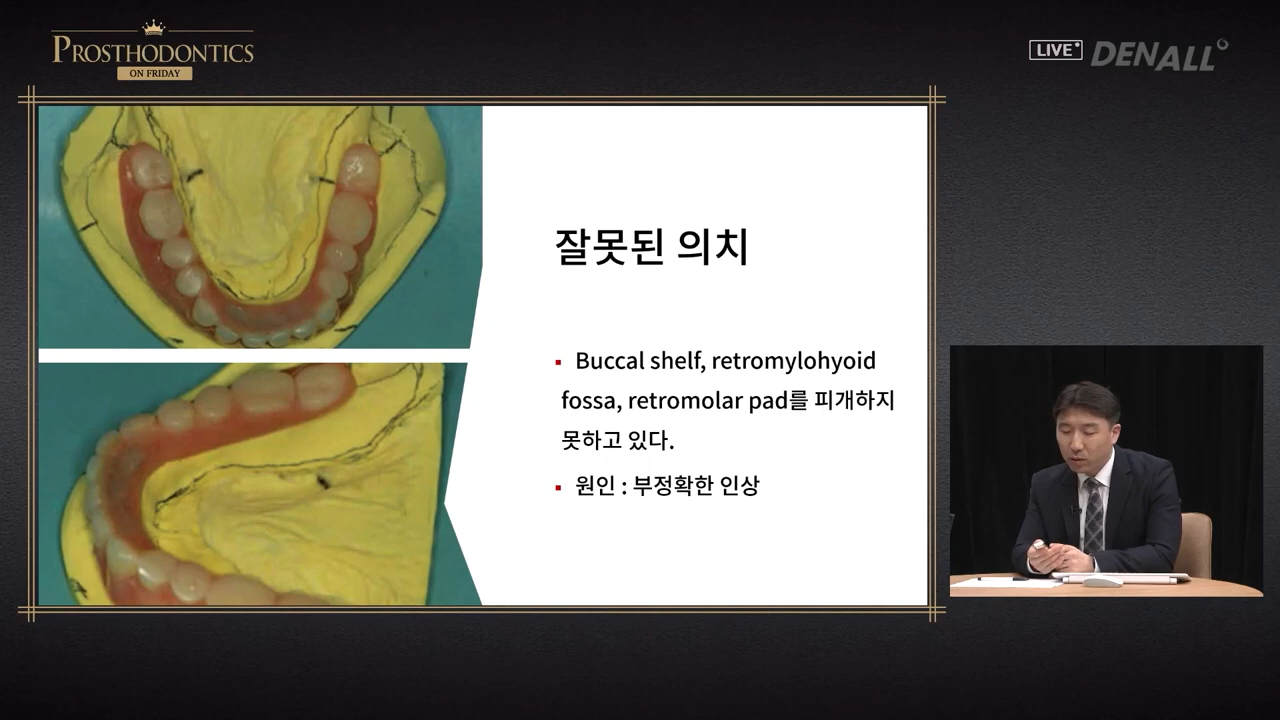 PROSTHODONTICS
ON FRIDAY
LIVE
DENALL
잘못된 의치
▪ Buccal shelf, retromylohyoid
fossa, retromolar pad를 피개하지
못하고 있다.
▪ 원인 : 부정확한 인상